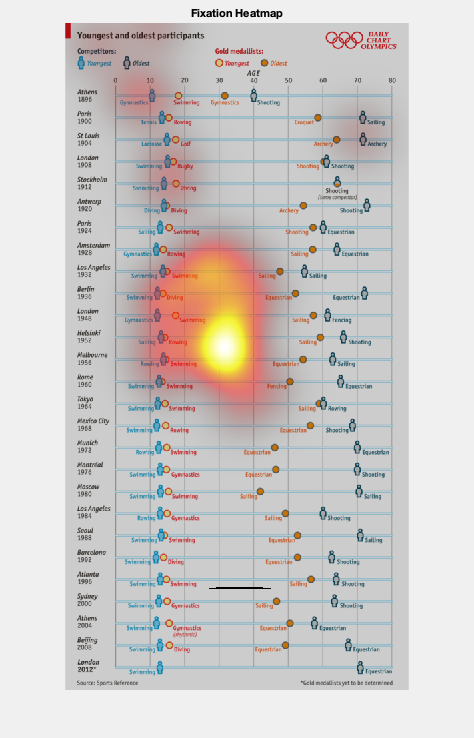 Fixation Heatmap
Youngest and oldest participants
DAILY
CHART
OLYMPICS
Competitors:
Gold medallists:
Youngest
Oldest
Youngest
Oldest
AGE
0 10 20 30 40 50 60 70 80
Athens
1896
Gymnastics Swimming Gymnastics Shooting
Paris
1900
Tennis Rowing Croquet Sailing
St Louis
1904
Lacrosse Golf Archery Archery
London
1908
Swimming Rugby Shooting Shooting
Stockholm
1912
Swimming Diving Shooting
(same competitor)
Antwerp
1920
Diving Diving Archery Shooting
Paris
1924
Sailing Swimming Shooting Equestrian
Amsterdam
1928
Gymnastics Rowing Sailing Equestrian
Los Angeles
1932
Swimming Swimming Sailing Sailing
Berlin
1936
Swimming Diving Equestrian Equestrian
London
1948
Gymnastics Swimming Sailing Fencing
Helsinki
1952
Sailing Rowing Sailing Shooting
Melbourne
1956
Rowing Swimming Equestrian Sailing
Rome
1960
Swimming Swimming Fencing Equestrian
Tokyo
1964
Swimming Swimming Sailing Rowing
Mexico City
1968
Swimming Rowing Equestrian Shooting
Munich
1972
Rowing Swimming Equestrian Equestrian
Montréal
1976
Swimming Gymnastics Equestrian Shooting
Moscow
1980
Swimming Swimming Sailing Sailing
Los Angeles
1984
Rowing Gymnastics Sailing Shooting
Seoul
1988
Swimming Swimming Equestrian Sailing
Barcelona
1992
Swimming Diving Equestrian Shooting
Atlanta
1996
Swimming Swimming Sailing Shooting
Sydney
2000
Swimming Gymnastics Sailing Shooting
Athens
2004
Swimming Gymnastics Equestrian Equestrian
(rhythmic)
Beijing
2008
Swimming Diving Equestrian Equestrian
London
2012*
Swimming Equestrian
Source: Sports Reference
*Gold medallists yet to be determined